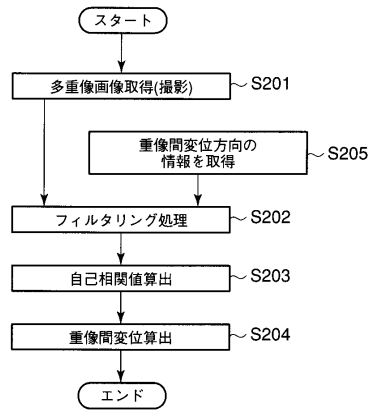 スタート
多重像画像取得(撮影)
S201
重像間変位方向の
情報を取得
S205
フィルタリング処理
S202
自己相関値算出
S203
重像間変位算出
S204
エンド